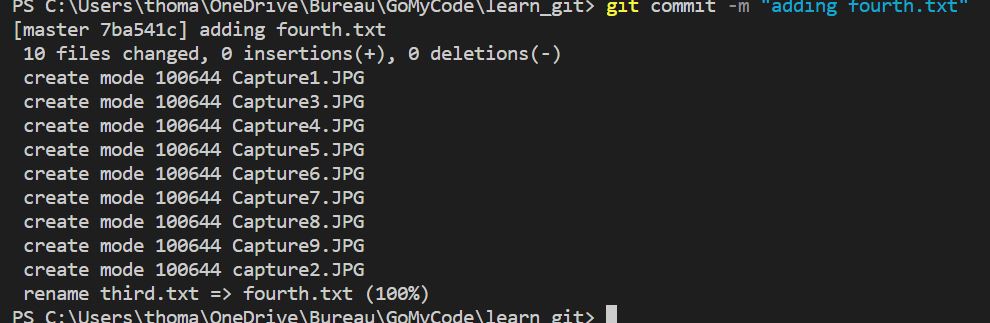 PS C:\Users\thoma\OneDrive\Bureau\GoMyCode\learn_git> git commit -m "adding fourth.txt"
[master 7ba541c] adding fourth.txt
 10 files changed, 0 insertions(+), 0 deletions(-)
 create mode 100644 Capture1.JPG
 create mode 100644 Capture3.JPG
 create mode 100644 Capture4.JPG
 create mode 100644 Capture5.JPG
 create mode 100644 Capture6.JPG
 create mode 100644 Capture7.JPG
 create mode 100644 Capture8.JPG
 create mode 100644 Capture9.JPG
 create mode 100644 capture2.JPG
 rename third.txt => fourth.txt (100%)
PS C:\Users\thoma\OneDrive\Bureau\GoMyCode\learn_git>